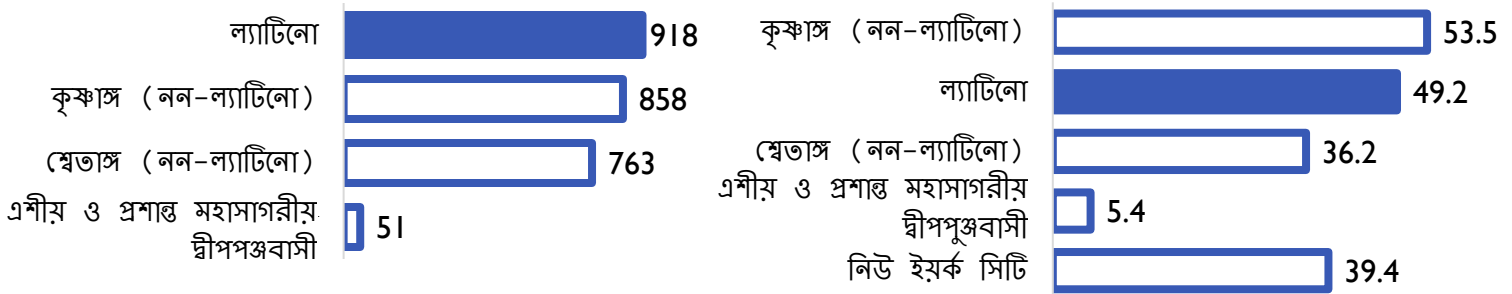 ল্যাটিনো 918
কৃষ্ণাঙ্গ (নন-ল্যাটিনো) 858
শ্বেতাঙ্গ (নন-ল্যাটিনো) 763
এশীয় ও প্রশান্ত মহাসাগরীয়
দ্বীপপঞ্জবাসী 51
কৃষ্ণাঙ্গ (নন-ল্যাটিনো) 53.5
ল্যাটিনো 49.2
শ্বেতাঙ্গ (নন-ল্যাটিনো) 36.2
এশীয় ও প্রশান্ত মহাসাগরীয়
দ্বীপপুঞ্জবাসী 5.4
নিউ ইয়র্ক সিটি 39.4